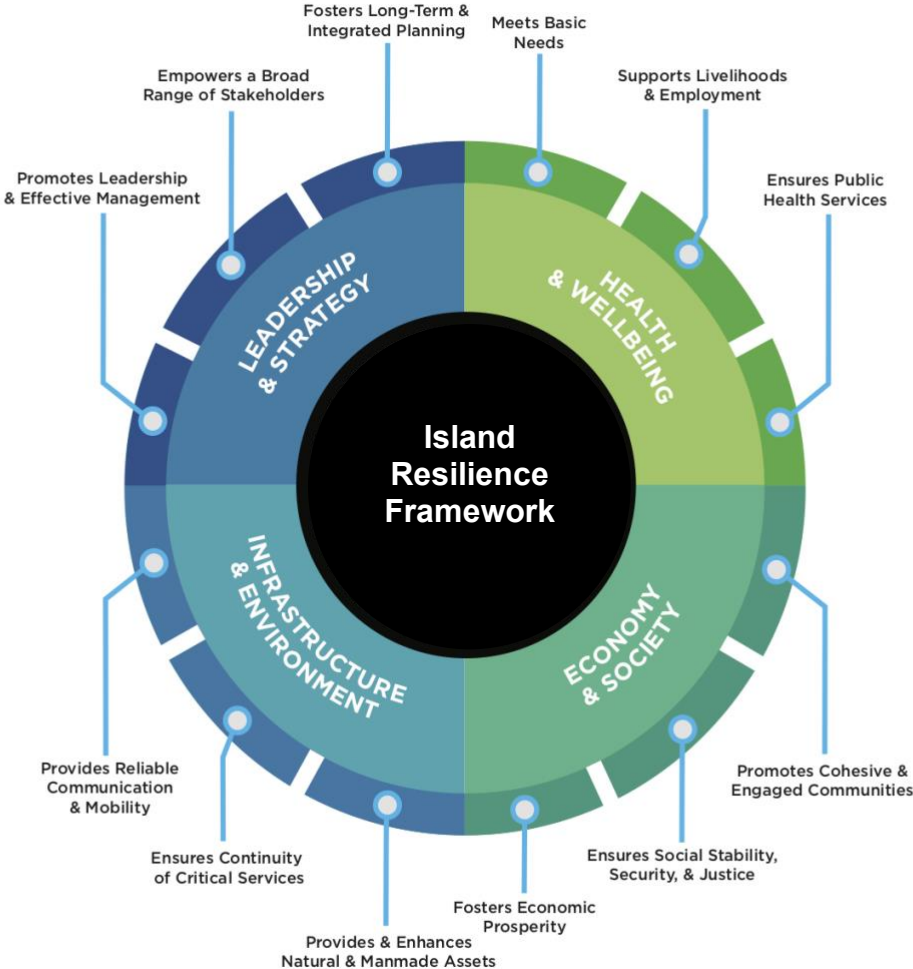 Fosters Long-Term &
Integrated Planning
Meets Basic
Needs
Empowers a Broad
Range of Stakeholders
Supports Livelihoods
& Employment
Promotes Leadership
& Effective Management
Ensures Public
Health Services
LEADERSHIP
& STRATEGY
HEALTH
& WELLBEING
Island
Resilience
Framework
INFRASTRUCTURE
& ENVIRONMENT
ECONOMY
& SOCIETY
Provides Reliable
Communication
& Mobility
Promotes Cohesive &
Engaged Communities
Ensures Continuity
of Critical Services
Ensures Social Stability,
Security, & Justice
Fosters Economic
Prosperity
Provides & Enhances
Natural & Manmade Assets